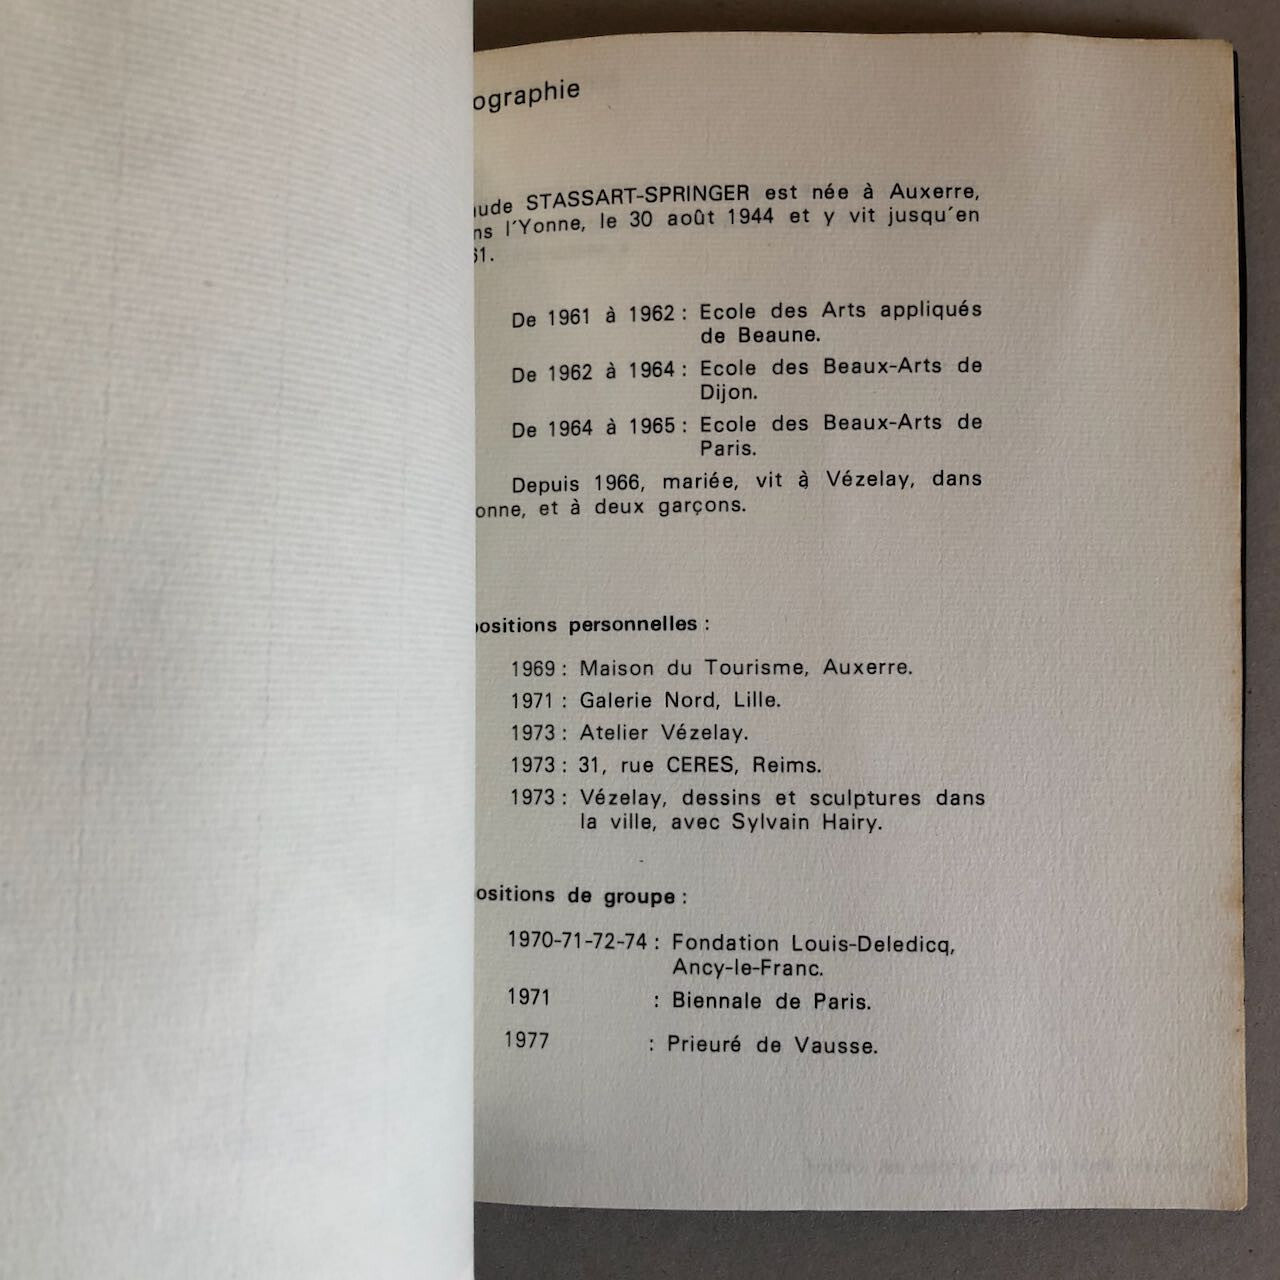 ographie
ude STASSART-SPRINGER est née à Auxerre,
ns l'Yonne, le 30 août 1944 et y vit jusqu'en
61.
De 1961 à 1962 : Ecole des Arts appliqués
de Beaune.
De 1962 à 1964 : Ecole des Beaux-Arts de
Dijon.
De 1964 à 1965 : Ecole des Beaux-Arts de
Paris.
Depuis 1966, mariée, vit à Vézelay, dans
onne, et à deux garçons.
positions personnelles :
1969 : Maison du Tourisme, Auxerre.
1971 : Galerie Nord, Lille.
1973 : Atelier Vézelay.
1973 : 31, rue CERES, Reims.
1973 : Vézelay, dessins et sculptures dans
la ville, avec Sylvain Hairy.
ositions de groupe :
1970-71-72-74 : Fondation Louis-Deledicq,
Ancy-le-Franc.
1971 : Biennale de Paris.
1977 : Prieuré de Vausse.